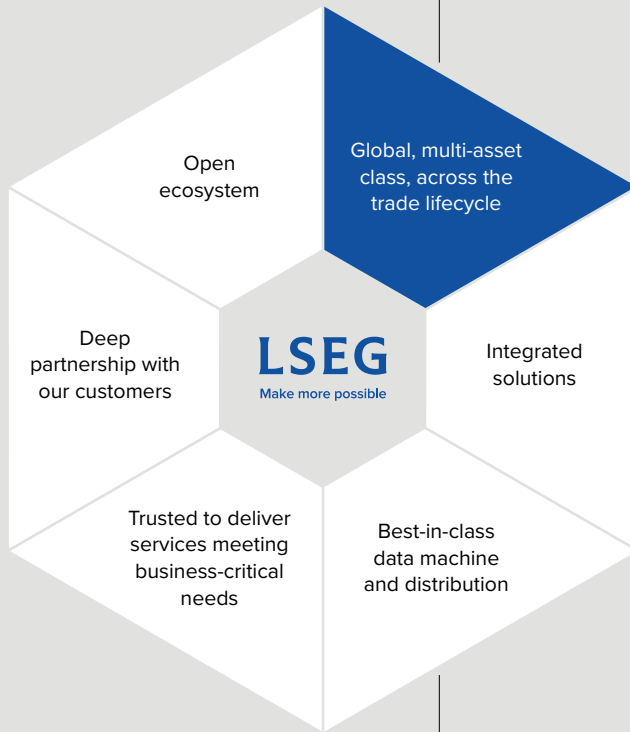 Open
ecosystem
Global, multi-asset
class, across the
trade lifecycle
Deep
partnership with
our customers
LSEG
Make more possible
Integrated
solutions
Trusted to deliver
services meeting
business-critical
needs
Best-in-class
data machine
and distribution